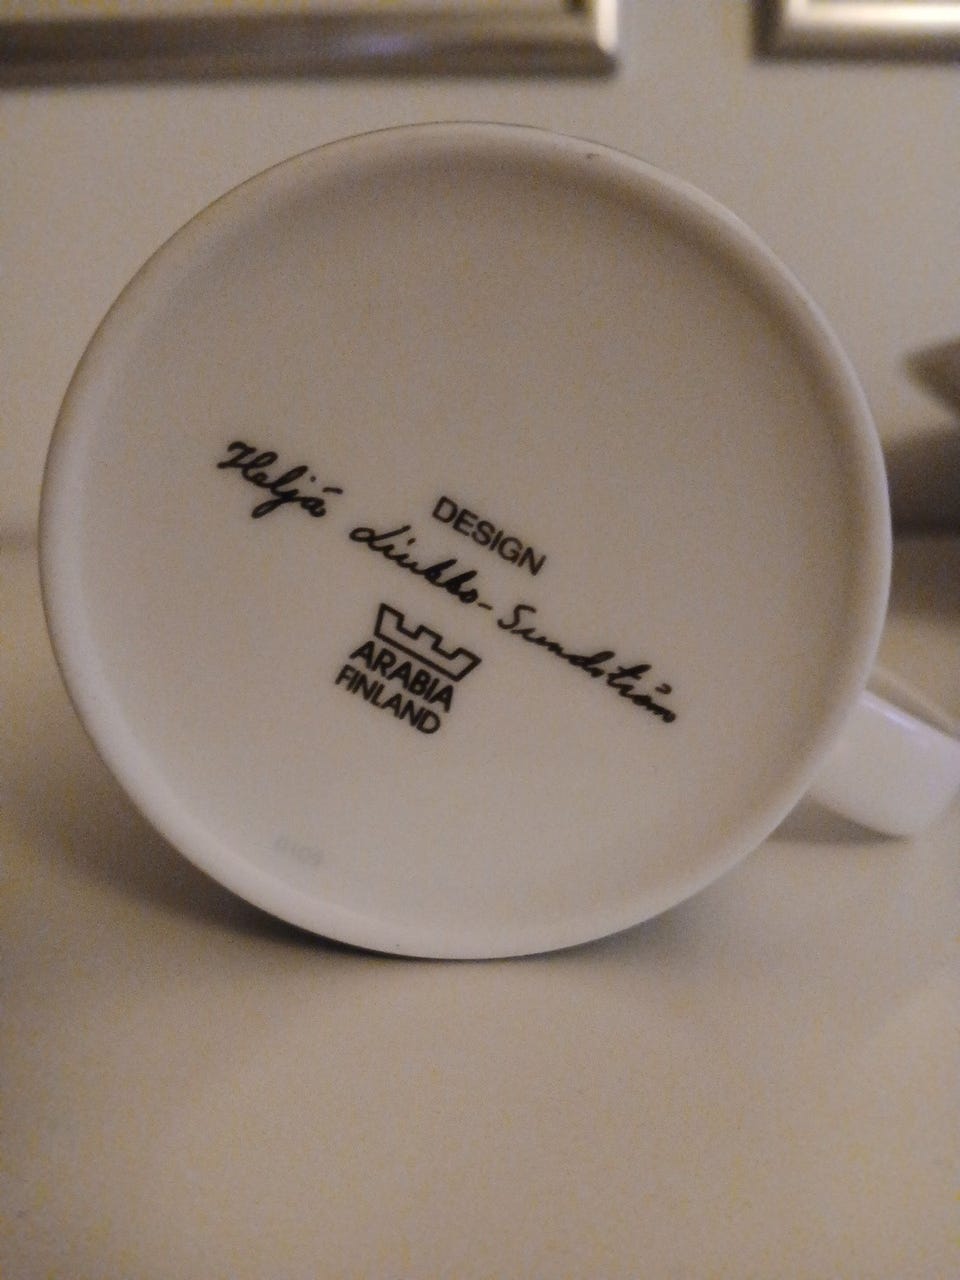 DESIGN
Heljä Liukko-Sundström
ARABIA
FINLAND